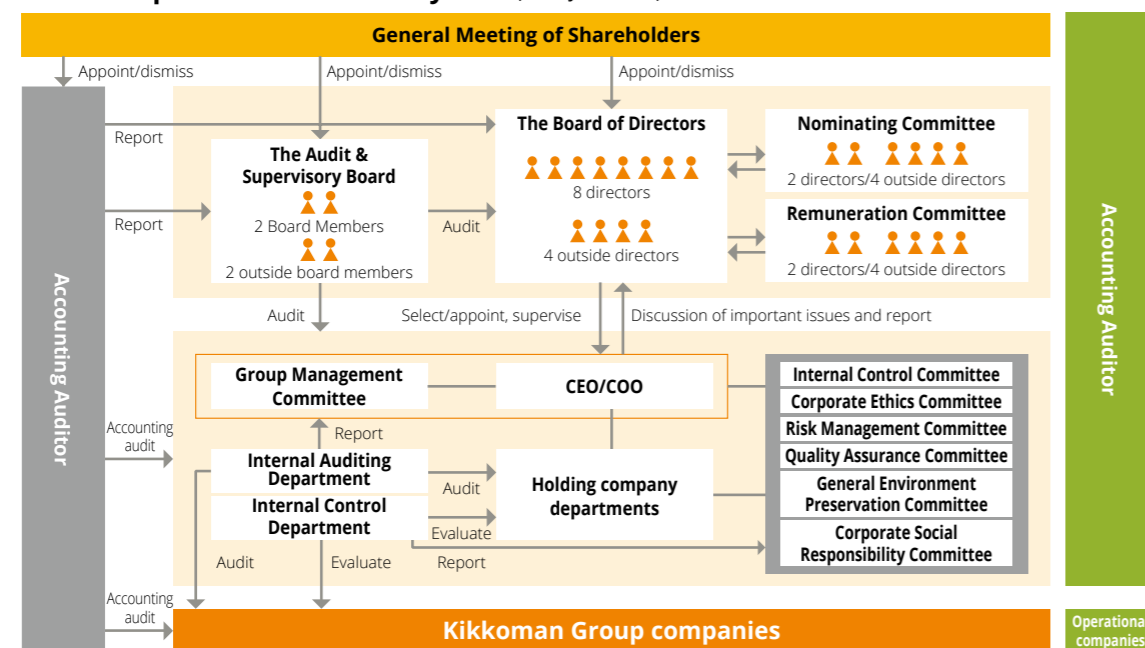 General Meeting of Shareholders
Appoint/dismiss
Appoint/dismiss
Appoint/dismiss
Accounting Auditor
Report
Report
The Audit &
Supervisory Board
2 Board Members
2 outside board members
Audit
The Board of Directors
8 directors
4 outside directors
Nominating Committee
2 directors/4 outside directors
Remuneration Committee
2 directors/4 outside directors
Accounting Auditor
Audit
Select/appoint, supervise
Discussion of important issues and report
Group Management
Committee
CEO/COO
Internal Control Committee
Corporate Ethics Committee
Risk Management Committee
Quality Assurance Committee
General Environment
Preservation Committee
Corporate Social
Responsibility Committee
Accounting
audit
Report
Internal Auditing
Department
Internal Control
Department
Audit
Evaluate
Holding company
departments
Audit
Evaluate
Report
Accounting
audit
Kikkoman Group companies
Operationa
companies